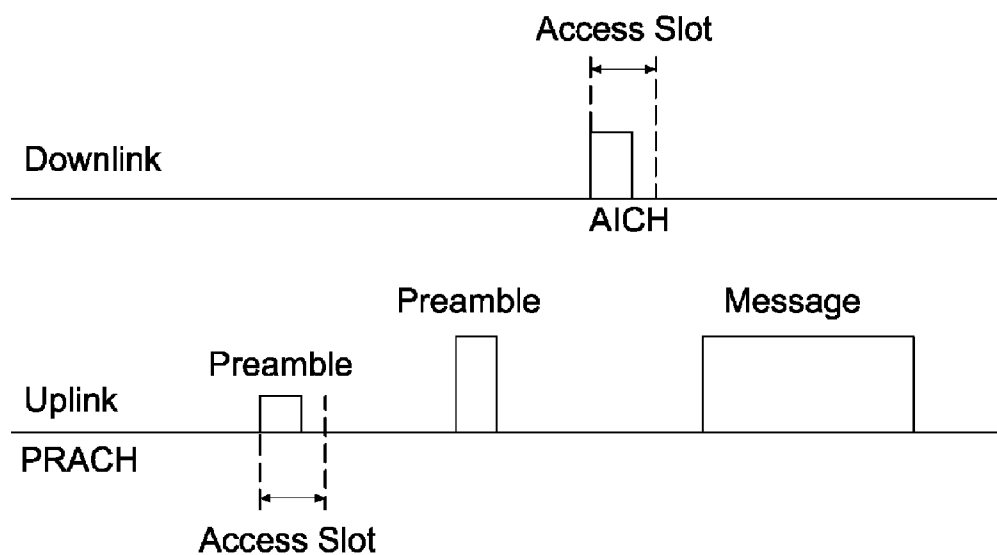 Access Slot
Downlink
AICH
Preamble
Message
Preamble
Uplink
PRACH
Access Slot